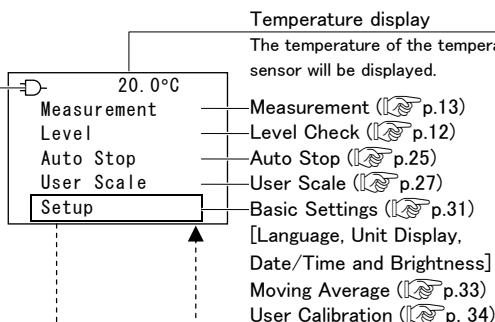 Temperature display
The temperature of the
sensor will be displayed.
20.0°C
Measurement
Level
Auto Stop
User Scale
Setup
Measurement (p.13)
Level Check (p.12)
Auto Stop (p.25)
User Scale (p.27)
Basic Settings (p.31)
[Language, Unit Display,
Date/Time and Brightness]
Moving Average (p.33)
User Calibration (p. 34)